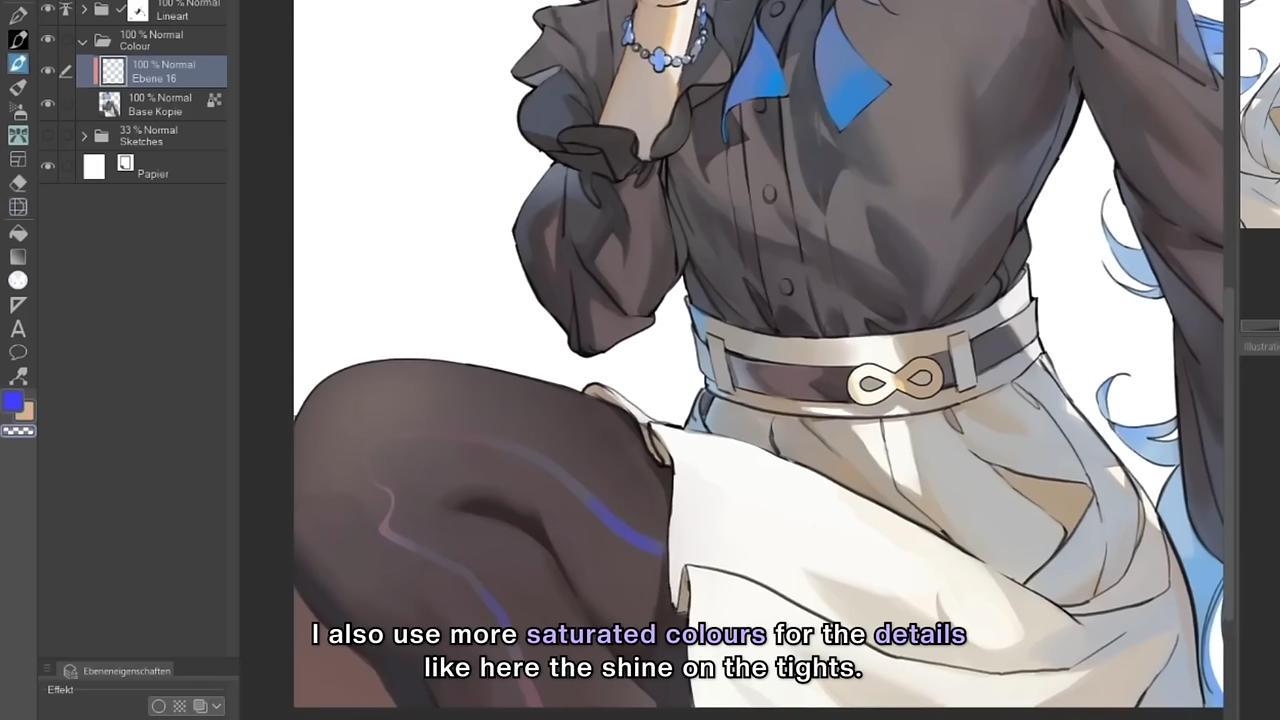 100 % Normal
Lineart
100 % Normal
Colour
100 % Normal
Ebene 16
100 % Normal
Base Kopie
33 % Normal
Sketches
Papier
A
Illustrati
I also use more saturated colours for the details
like here the shine on the tights.
Ebeneneigenschaften
Effekt